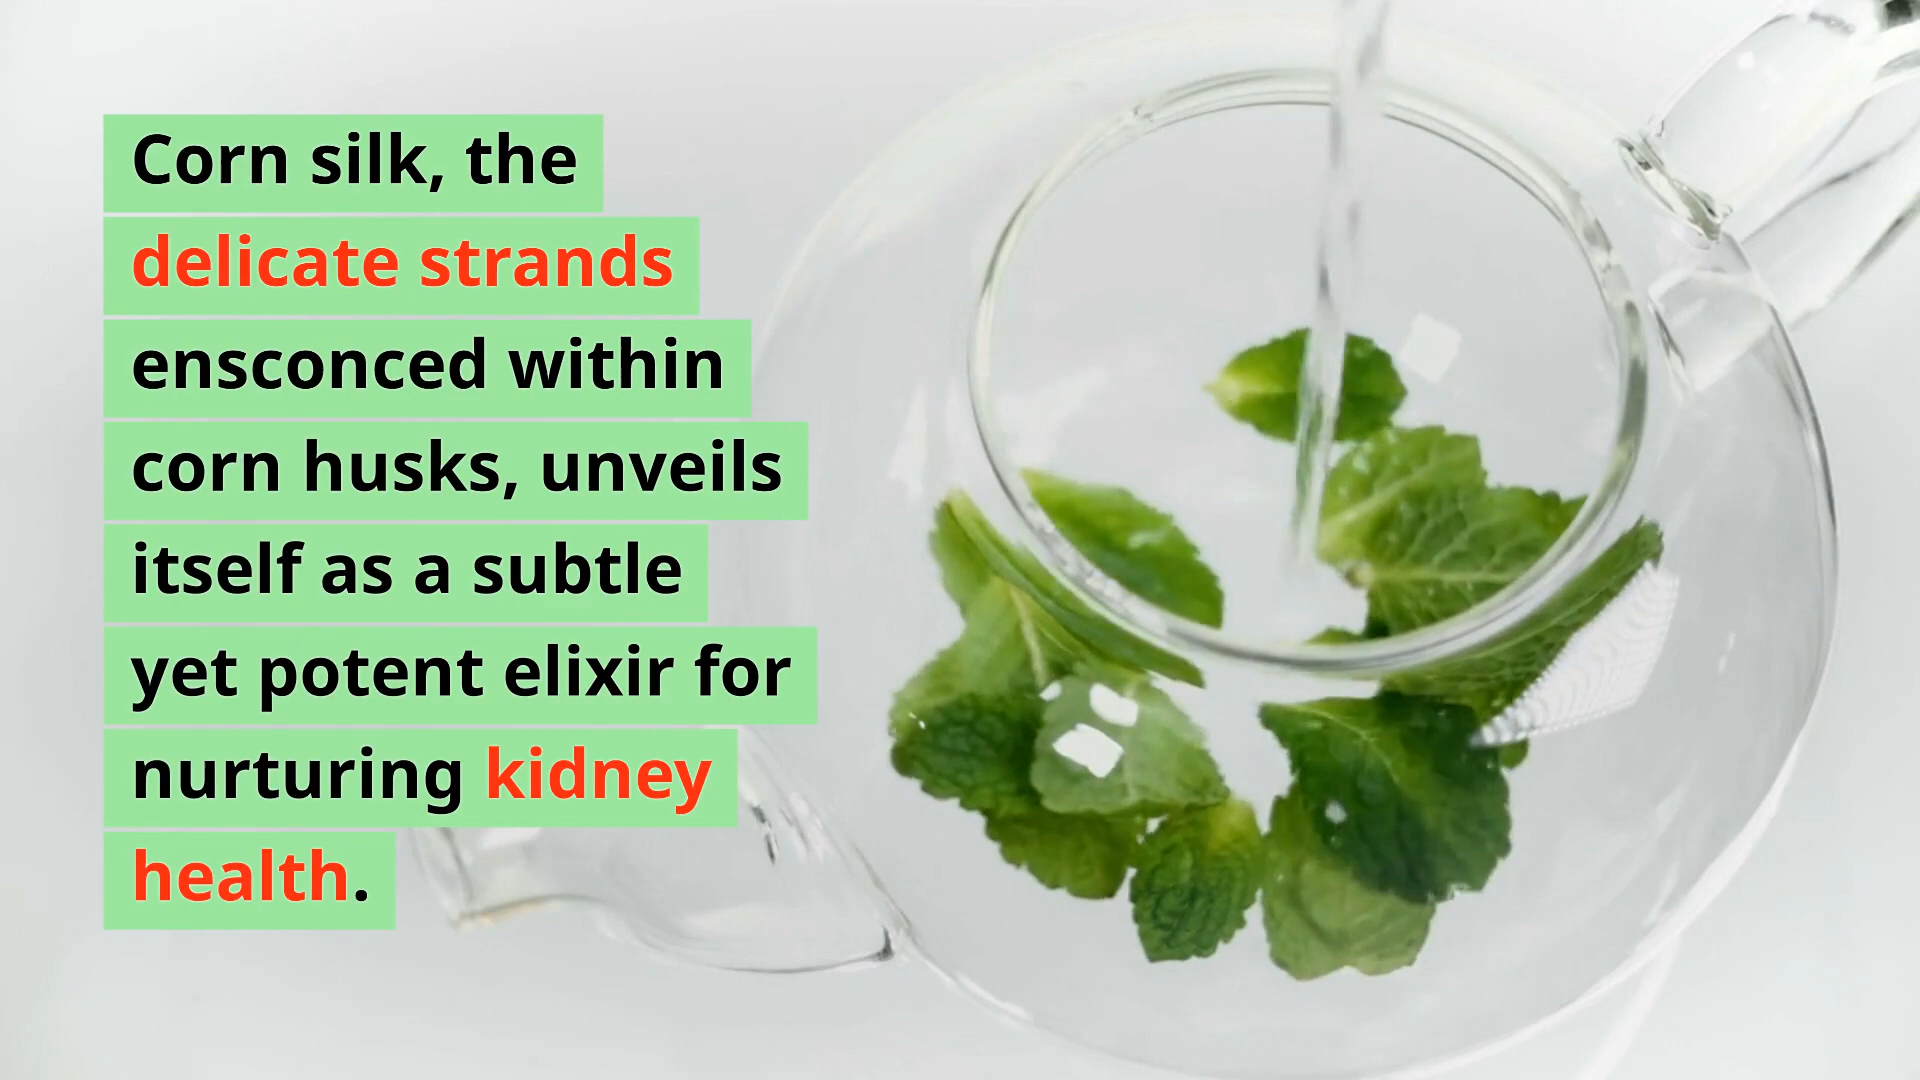 Corn silk, the
delicate strands
ensconced within
corn husks, unveils
itself as a subtle
yet potent elixir for
nurturing kidney
health.